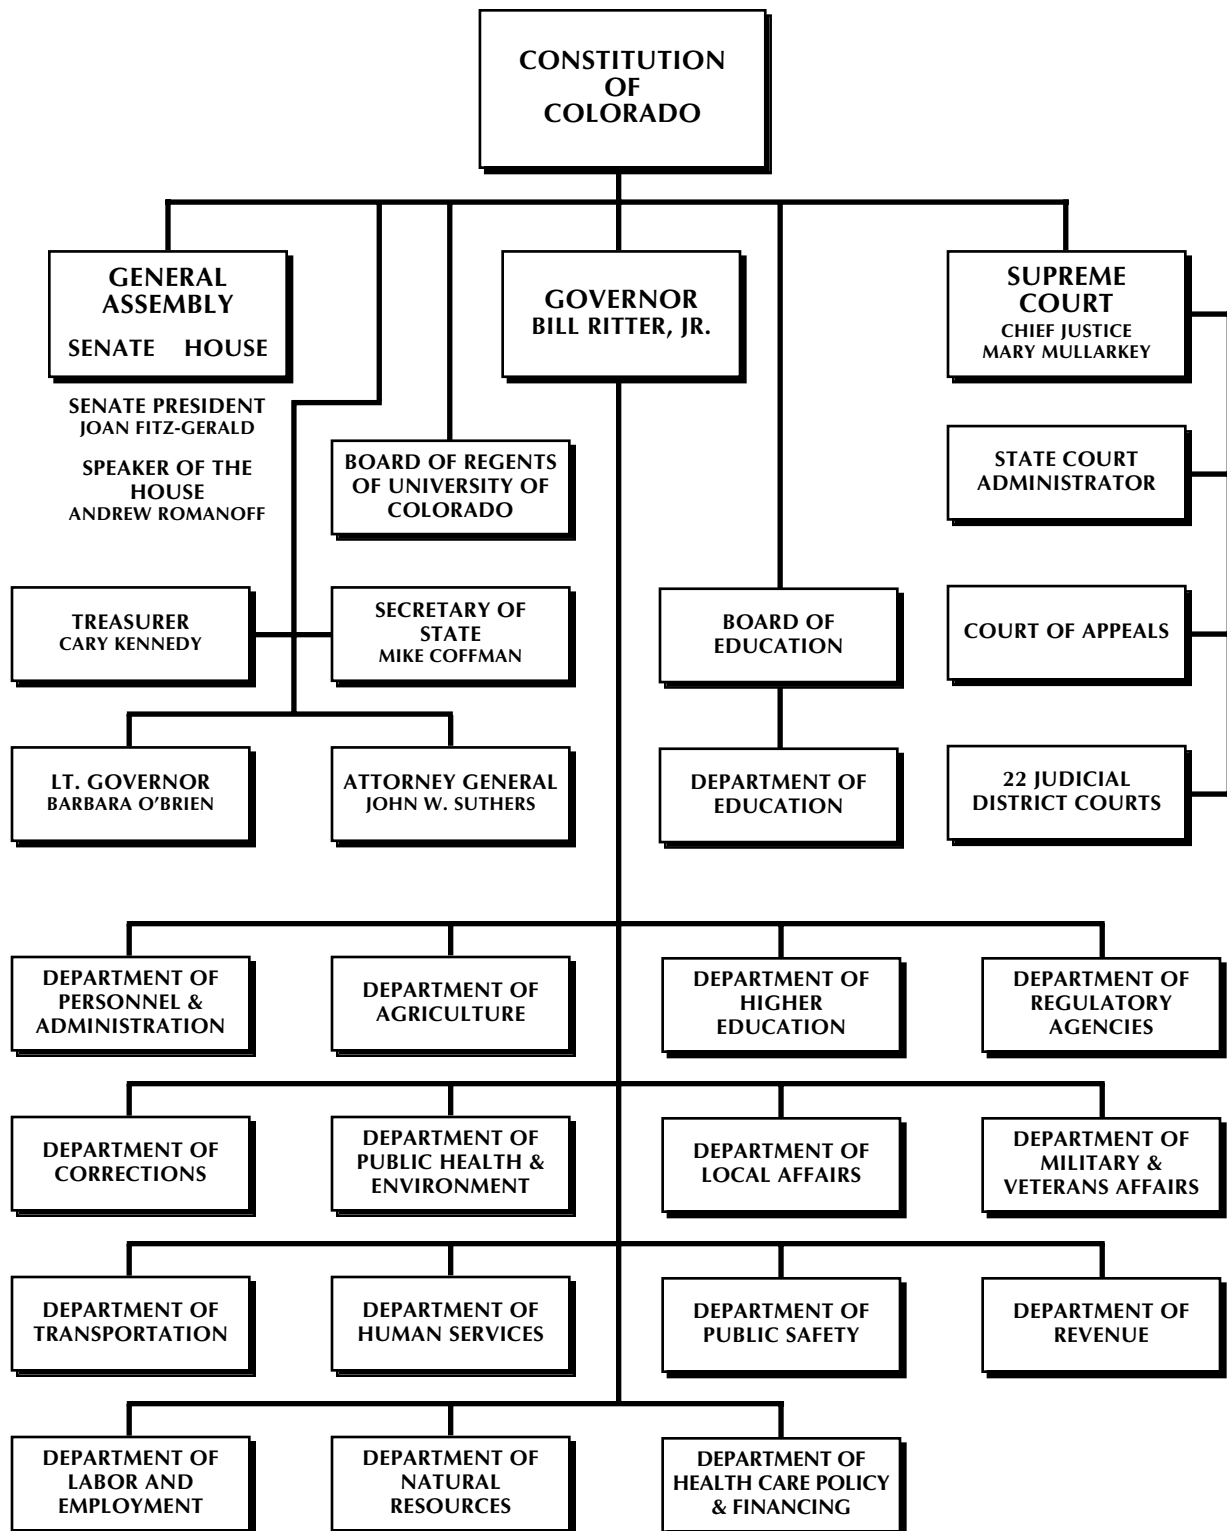 CONSTITUTION
OF
COLORADO
GENERAL
ASSEMBLY
SENATE HOUSE
SENATE PRESIDENT
JOAN FITZ-GERALD
SPEAKER OF THE
HOUSE
ANDREW ROMANOFF
GOVERNOR
BILL RITTER, JR.
SUPREME
COURT
CHIEF JUSTICE
MARY MULLARKEY
BOARD OF REGENTS
OF UNIVERSITY OF
COLORADO
STATE COURT
ADMINISTRATOR
TREASURER
CARY KENNEDY
SECRETARY OF
STATE
MIKE COFFMAN
BOARD OF
EDUCATION
COURT OF APPEALS
LT. GOVERNOR
BARBARA O’BRIEN
ATTORNEY GENERAL
JOHN W. SUTHERS
DEPARTMENT OF
EDUCATION
22 JUDICIAL
DISTRICT COURTS
DEPARTMENT OF
PERSONNEL &
ADMINISTRATION
DEPARTMENT OF
AGRICULTURE
DEPARTMENT OF
HIGHER
EDUCATION
DEPARTMENT OF
REGULATORY
AGENCIES
DEPARTMENT OF
CORRECTIONS
DEPARTMENT OF
PUBLIC HEALTH &
ENVIRONMENT
DEPARTMENT OF
LOCAL AFFAIRS
DEPARTMENT OF
MILITARY &
VETERANS AFFAIRS
DEPARTMENT OF
TRANSPORTATION
DEPARTMENT OF
HUMAN SERVICES
DEPARTMENT OF
PUBLIC SAFETY
DEPARTMENT OF
REVENUE
DEPARTMENT OF
LABOR AND
EMPLOYMENT
DEPARTMENT OF
NATURAL
RESOURCES
DEPARTMENT OF
HEALTH CARE POLICY
& FINANCING